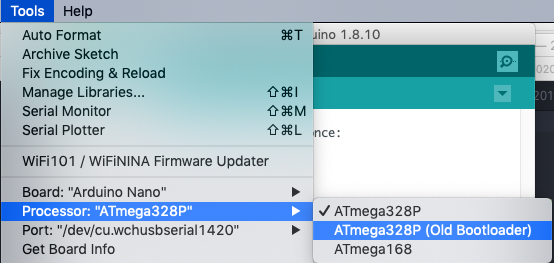 Tools Help
Auto Format ⌘T
uino 1.8.10
Archive Sketch
Fix Encoding & Reload
Manage Libraries... ⇧⌘I
Serial Monitor ⇧⌘M
Serial Plotter ⇧⌘L
once:
WiFi101 / WiFiNINA Firmware Updater
Board: "Arduino Nano"
Processor: "ATmega328P"
Port: "/dev/cu.wchusbserial1420"
Get Board Info
✓ ATmega328P
ATmega328P (Old Bootloader)
ATmega168